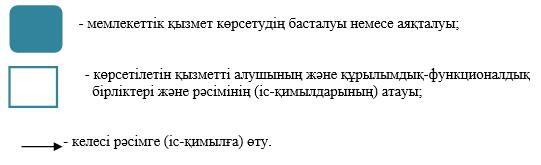 - мемлекеттік қызмет көрсетудің басталуы немесе аяқталуы;
- көрсетілетін қызметті алушының және құрылымдық-функционалдық
бірліктері және рәсімінің (іс-қимылдарының) атауы;
- келесі рәсімге (іс-қимылға) өту.